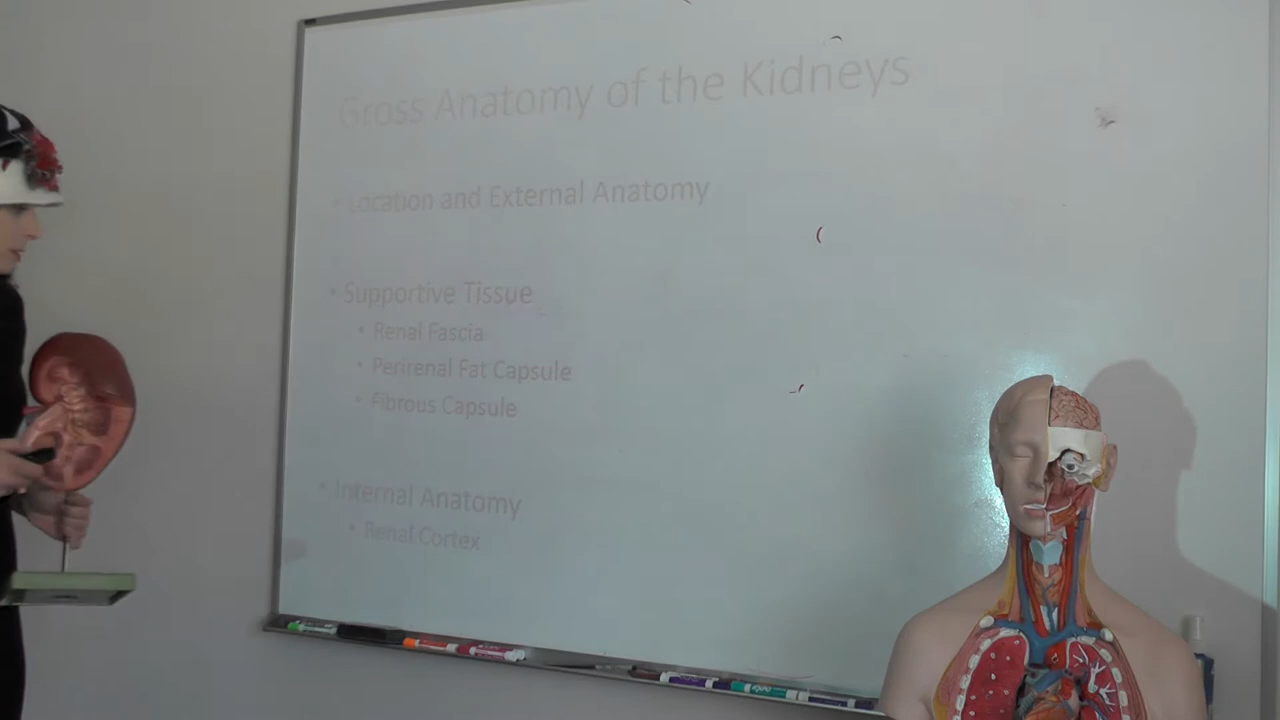 Gross Anatomy of the Kidneys
• Location and External Anatomy
• Supportive Tissue
• Renal Fascia
• Perirenal Fat Capsule
• Fibrous Capsule
• Internal Anatomy
• Renal Cortex